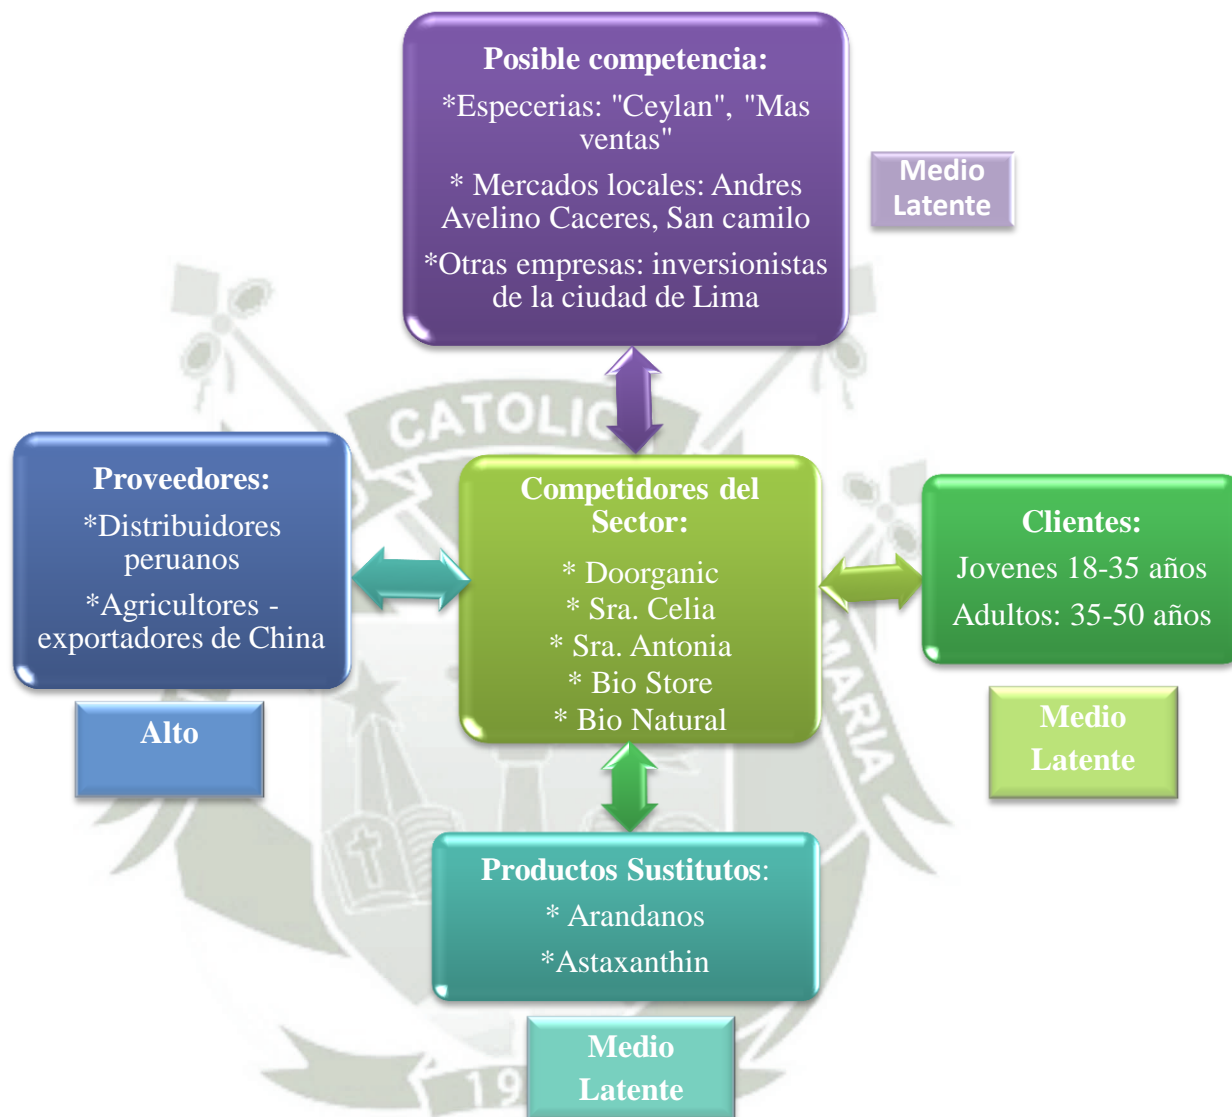 Posible competencia:
*Especerias: "Ceylan", "Mas
ventas"
* Mercados locales: Andres
Avelino Caceres, San camilo
*Otras empresas: inversionistas
de la ciudad de Lima
Medio
Latente
Proveedores:
*Distribuidores
peruanos
*Agricultores -
exportadores de China
Alto
Competidores del
Sector:
* Doorganic
* Sra. Celia
* Sra. Antonia
* Bio Store
* Bio Natural
Clientes:
Jovenes 18-35 años
Adultos: 35-50 años
Medio
Latente
Productos Sustitutos:
* Arandanos
*Astaxanthin
Medio
Latente
CATOLIC
MARIA
19